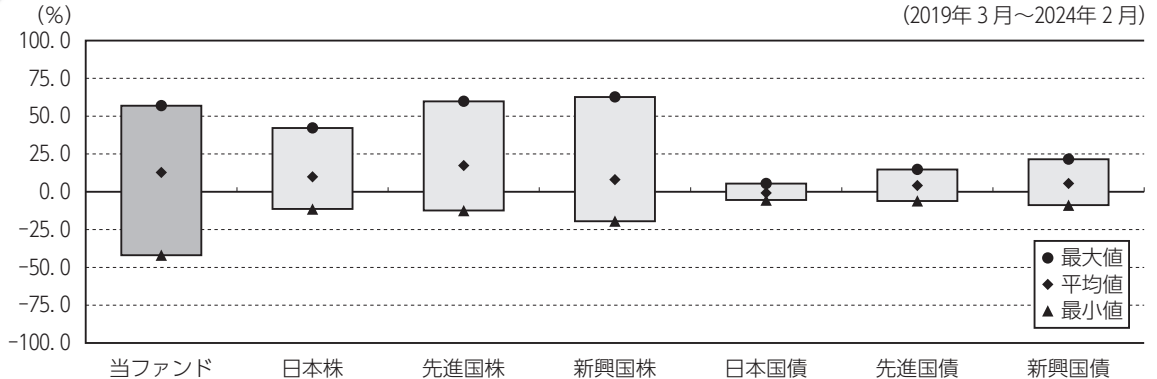 (%)
(2019年3月～2024年2月)
100.0
75.0
50.0
25.0
0.0
-25.0
-50.0
-75.0
-100.0
● 最大値
◆ 平均値
▲ 最小値
当ファンド 日本株 先進国株 新興国株 日本国債 先進国債 新興国債